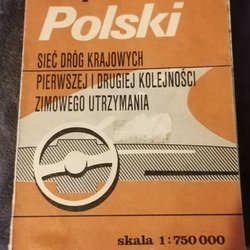 Polski
SIEĆ DRÓG KRAJOWYCH
PIERWSZEJ I DRUGIEJ KOLEJNOŚCI
ZIMOWEGO UTRZYMANIA
skala 1:750 000